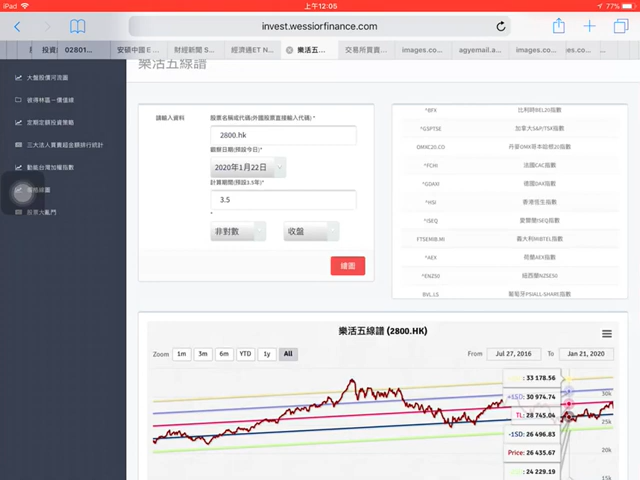 iPad
上午12:05
77%
invest.wessiorfinance.com
02801...
安碩中國E ...
財經新聞 S...
經濟通ET N...
樂活五...
交易所買賣...
images.co...
agyemail.a...
images.co...
es.co...
images.co...
大盤股價河流圖
彼得林區－價值線
定期定額投資策略
三大法人買賣超金額排行統計
動能台灣加權指數
股票大亂鬥
樂活五線譜
請輸入資料
股票名稱或代碼(外國股票直接輸入代碼) *
2800.hk
觀察日期(預設今日)*
2020年1月22日
計算期間(預設3.5年)*
3.5
*
非對數
收盤
繪圖
^BFX 比利時BEL20指數
^GSPTSE 加拿大S&P/TSX指數
OMXC20.CO 丹麥OMX哥本哈根20指數
^FCHI 法國CAC指數
^GDAXI 德國DAX指數
^HSI 香港恆生指數
^ISEQ 愛爾蘭ISEQ指數
FTSEMIB.MI 義大利MIBTEL指數
^AEX 荷蘭AEX指數
^ENZ50 紐西蘭NZSE50
BVL.LS 葡萄牙PSIALL-SHARE指數
樂活五線譜 (2800.HK)
Zoom 1m 3m 6m YTD 1y All
From Jul 27, 2016 To Jan 21, 2020
: 33 178.56
+1SD: 30 974.74
TL: 28 745.04
-1SD: 26 496.83
Price: 26 435.67
24 229.19
30k
25k
20k
15k